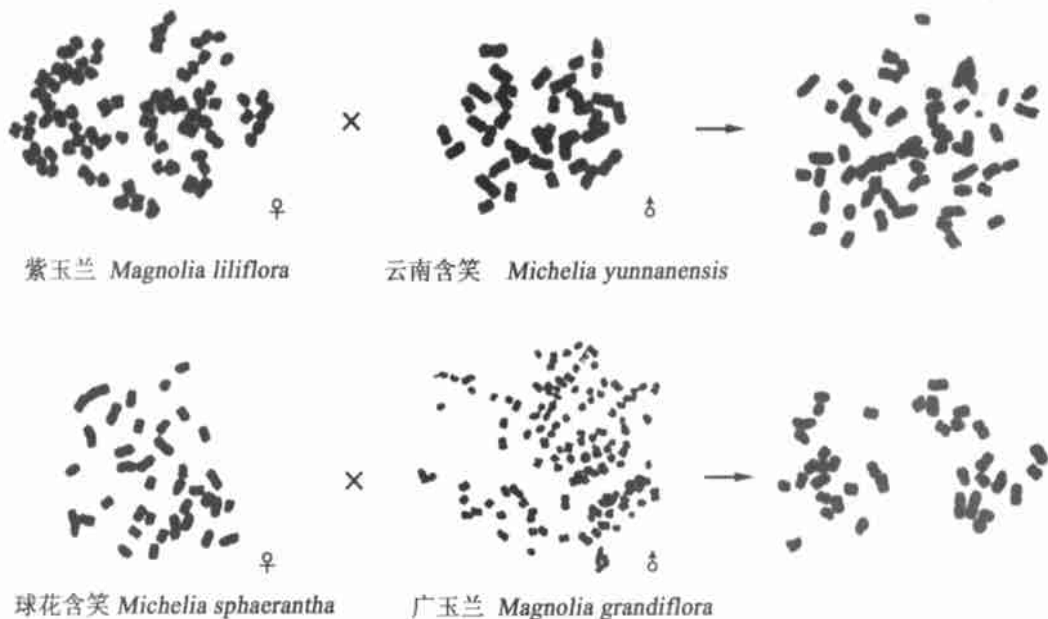 × →
♀ ♂
紫玉兰 Magnolia liliflora 云南含笑 Michelia yunnanensis
× →
♀ ♂
球花含笑 Michelia sphaerantha 广玉兰 Magnolia grandiflora